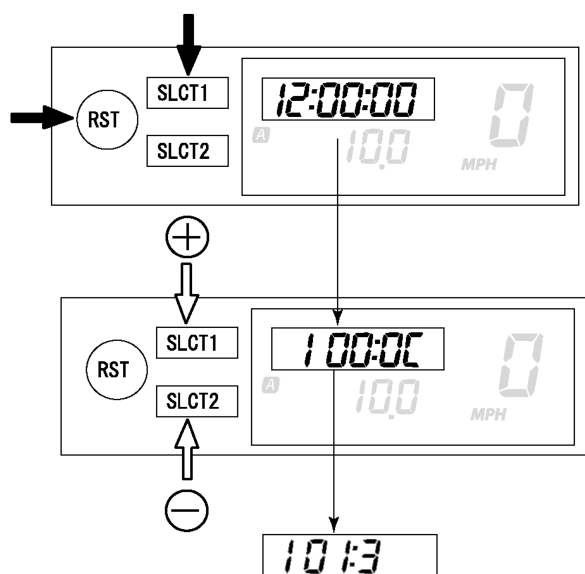 SLCT1
12:00:00
0
RST
SLCT2
A
10.0
MPH
+
SLCT1
1 00:0C
0
RST
SLCT2
A
10.0
MPH
−
1 01:3